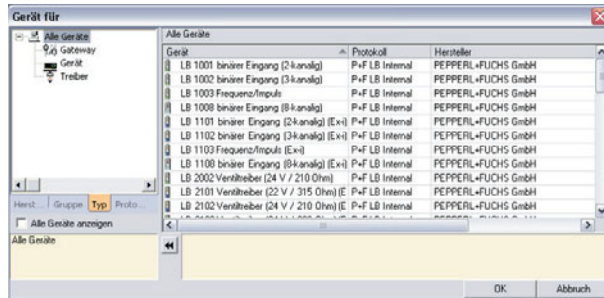 Gerät für
Alle Geräte
Gateway
Gerät
Treiber
Herst... Gruppe Typ Proto...
Alle Geräte anzeigen
Alle Geräte
Alle Geräte
Gerät Protokoll Hersteller
LB 1001 binärer Eingang (2-kanalig) P+F LB Internal PEPPERL+FUCHS GmbH
LB 1002 binärer Eingang (3-kanalig) P+F LB Internal PEPPERL+FUCHS GmbH
LB 1003 Frequenz/Impuls P+F LB Internal PEPPERL+FUCHS GmbH
LB 1008 binärer Eingang (8-kanalig) P+F LB Internal PEPPERL+FUCHS GmbH
LB 1101 binärer Eingang (2-kanalig) (Ex-i) P+F LB Internal PEPPERL+FUCHS GmbH
LB 1102 binärer Eingang (3-kanalig) (Ex-i) P+F LB Internal PEPPERL+FUCHS GmbH
LB 1103 Frequenz/Impuls (Ex-i) P+F LB Internal PEPPERL+FUCHS GmbH
LB 1108 binärer Eingang (8-kanalig) (Ex-i) P+F LB Internal PEPPERL+FUCHS GmbH
LB 2002 Ventiltreiber (24 V / 210 Ohm) P+F LB Internal PEPPERL+FUCHS GmbH
LB 2101 Ventiltreiber (22 V / 315 Ohm) (E P+F LB Internal PEPPERL+FUCHS GmbH
LB 2102 Ventiltreiber (24 V / 210 Ohm) (E P+F LB Internal PEPPERL+FUCHS GmbH
OK Abbruch